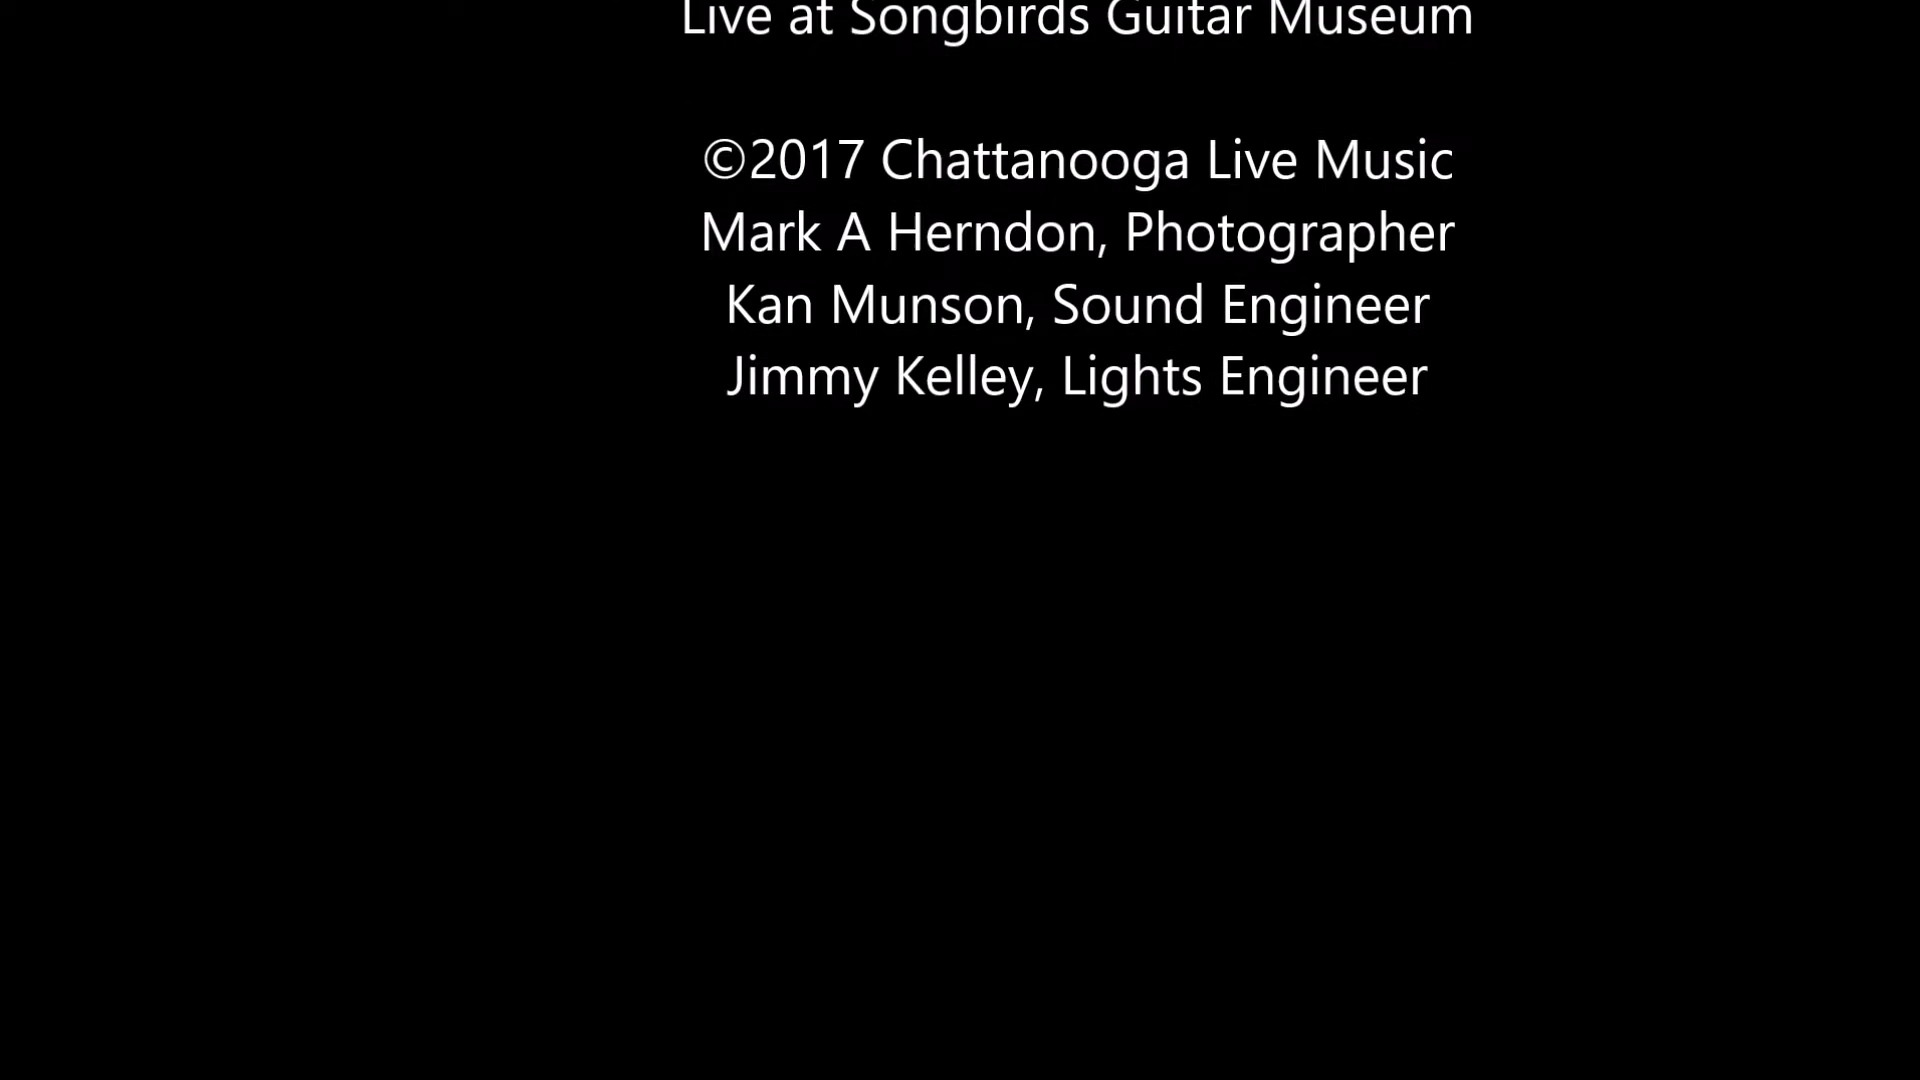 Live at Songbirds Guitar Museum
©2017 Chattanooga Live Music
Mark A Herndon, Photographer
Kan Munson, Sound Engineer
Jimmy Kelley, Lights Engineer